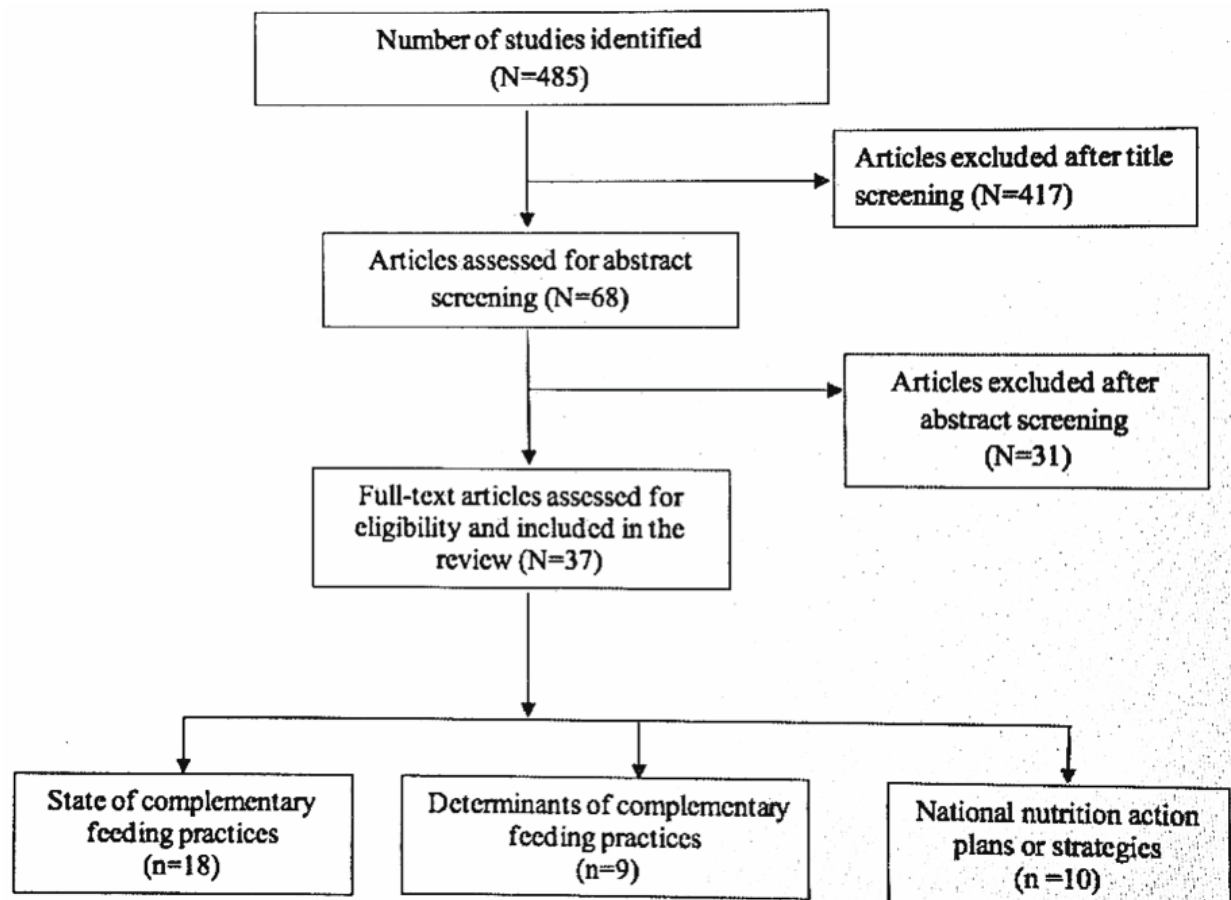 Number of studies identified
(N=485)
Articles excluded after title
screening (N=417)
Articles assessed for abstract
screening (N=68)
Articles excluded after
abstract screening
(N=31)
Full-text articles assessed for
eligibility and included in the
review (N=37)
State of complementary
feeding practices
(n=18)
Determinants of complementary
feeding practices
(n=9)
National nutrition action
plans or strategies
(n =10)